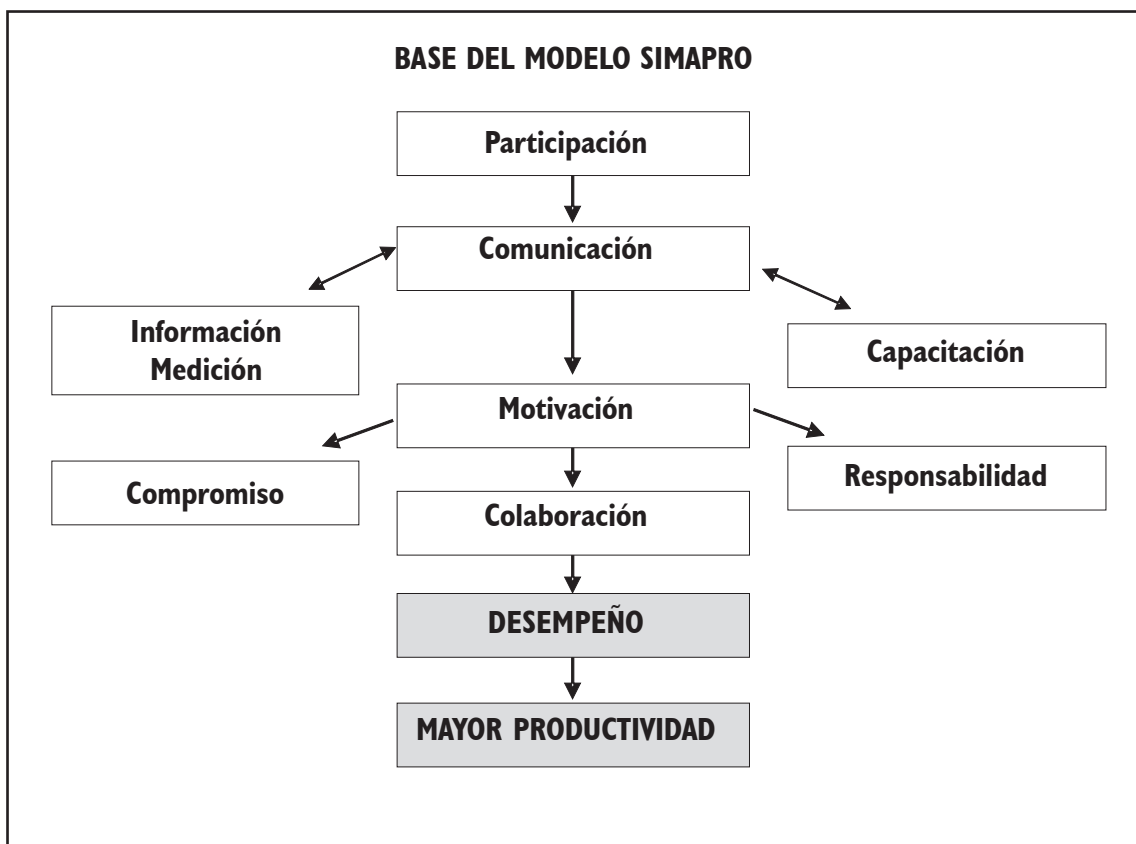 BASE DEL MODELO SIMAPRO
Participación
Comunicación
Información
Medición
Capacitación
Motivación
Compromiso
Responsabilidad
Colaboración
DESEMPEÑO
MAYOR PRODUCTIVIDAD